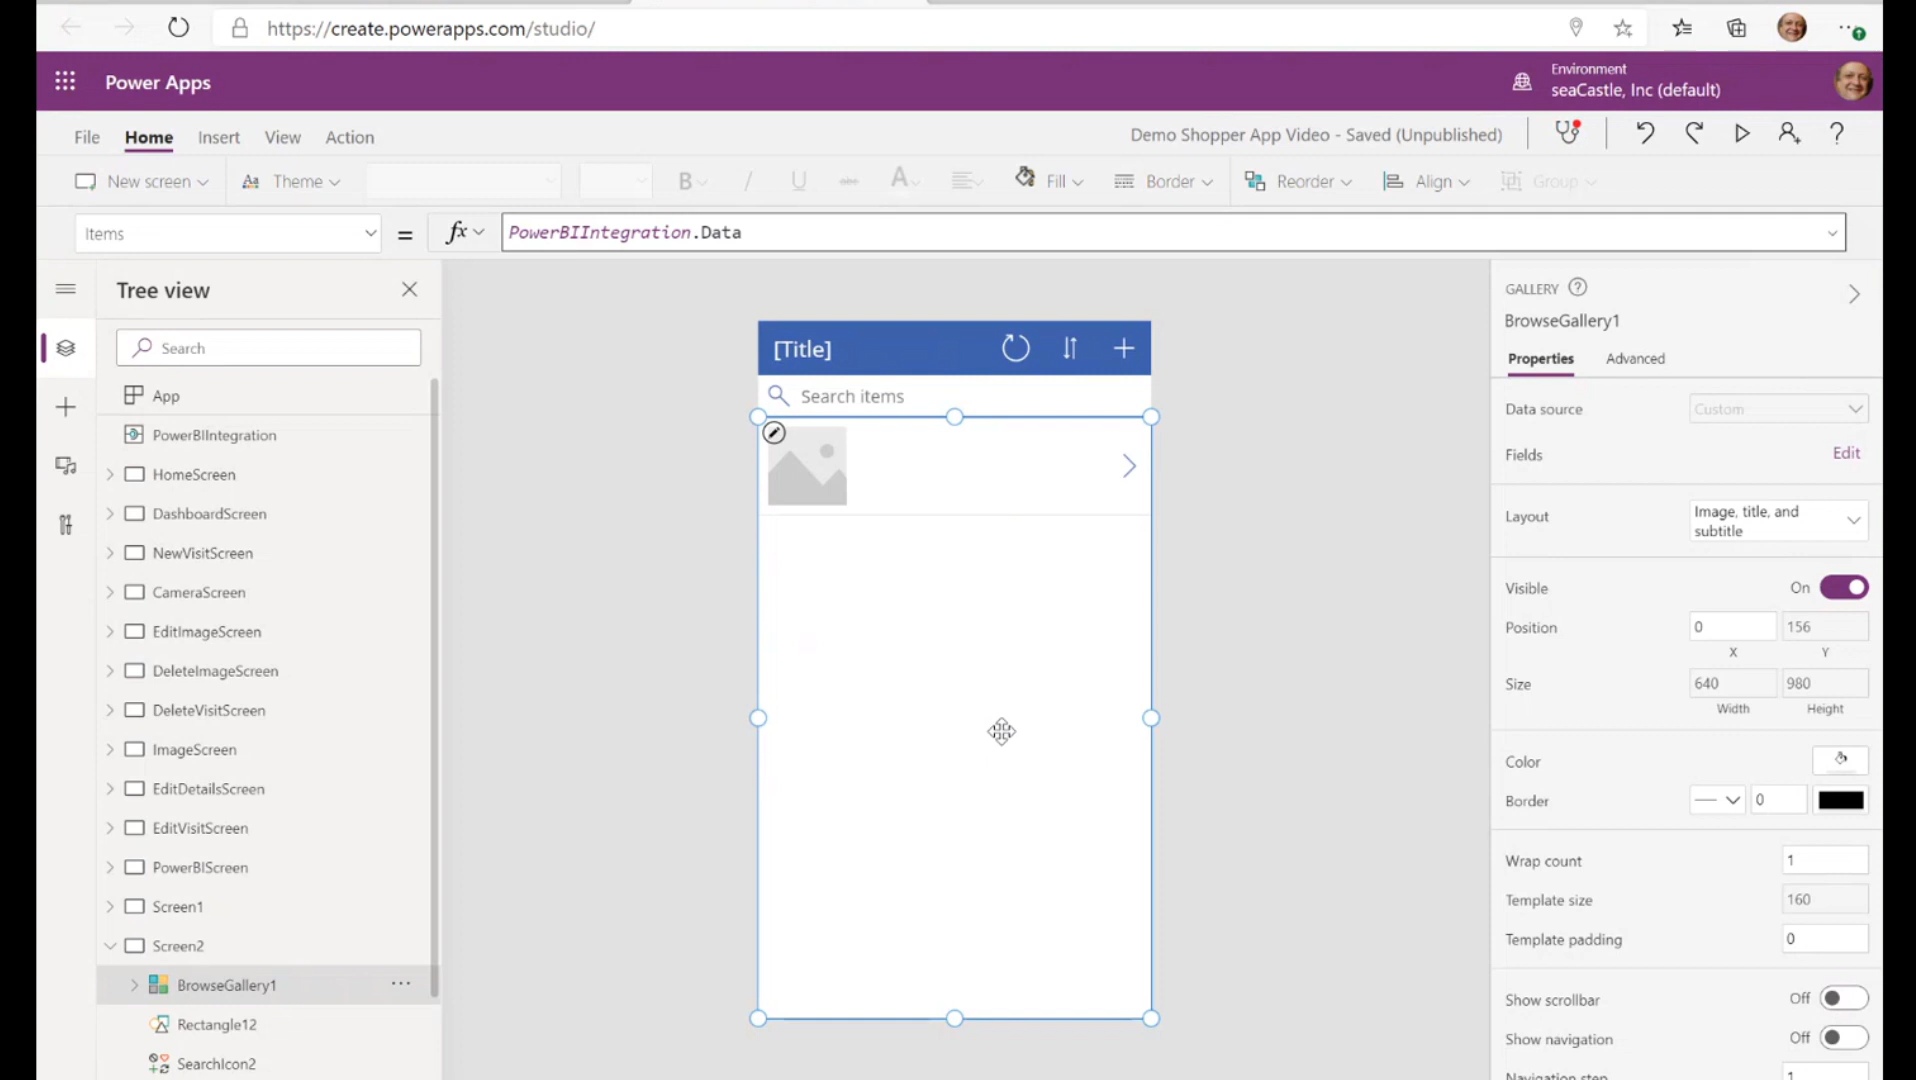 https://create.powerapps.com/studio/
Power Apps
Environment
seaCastle, Inc (default)
File Home Insert View Action
Demo Shopper App Video - Saved (Unpublished)
?
New screen Theme B / U abc A Fill Border Reorder Align Group
Items = fx PowerBIIntegration.Data
Tree view
Search
App
PowerBIIntegration
HomeScreen
DashboardScreen
NewVisitScreen
CameraScreen
EditImageScreen
DeleteImageScreen
DeleteVisitScreen
ImageScreen
EditDetailsScreen
EditVisitScreen
PowerBIScreen
Screen1
Screen2
BrowseGallery1 ...
Rectangle12
SearchIcon2
[Title]
Search items
GALLERY ?
BrowseGallery1
Properties Advanced
Data source Custom
Fields Edit
Layout Image, title, and subtitle
Visible On
Position 0 156
X Y
Size 640 980
Width Height
Color
Border 0
Wrap count 1
Template size 160
Template padding 0
Show scrollbar Off
Show navigation Off
Navigation step 1